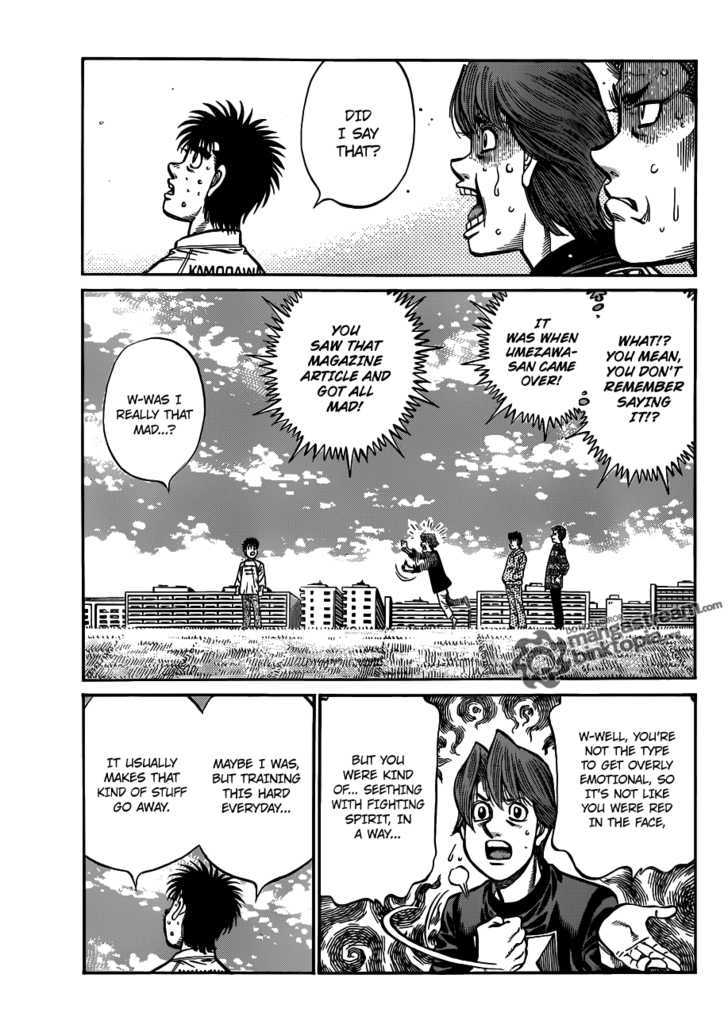 DID
I SAY
THAT?
KAMOGAWA
WHAT!?
YOU MEAN,
YOU DON'T
REMEMBER
SAYING
IT!?
IT
WAS WHEN
UMEZAWA-
SAN CAME
OVER!
YOU
SAW THAT
MAGAZINE
ARTICLE AND
GOT ALL
MAD!
W-WAS I
REALLY THAT
MAD...?
mangastream.com
binktopia
W-WELL, YOU'RE
NOT THE TYPE
TO GET OVERLY
EMOTIONAL, SO
IT'S NOT LIKE
YOU WERE RED
IN THE FACE,
BUT YOU
WERE KIND
OF... SEETHING
WITH FIGHTING
SPIRIT, IN
A WAY...
MAYBE I WAS,
BUT TRAINING
THIS HARD
EVERYDAY...
IT USUALLY
MAKES THAT
KIND OF STUFF
GO AWAY.